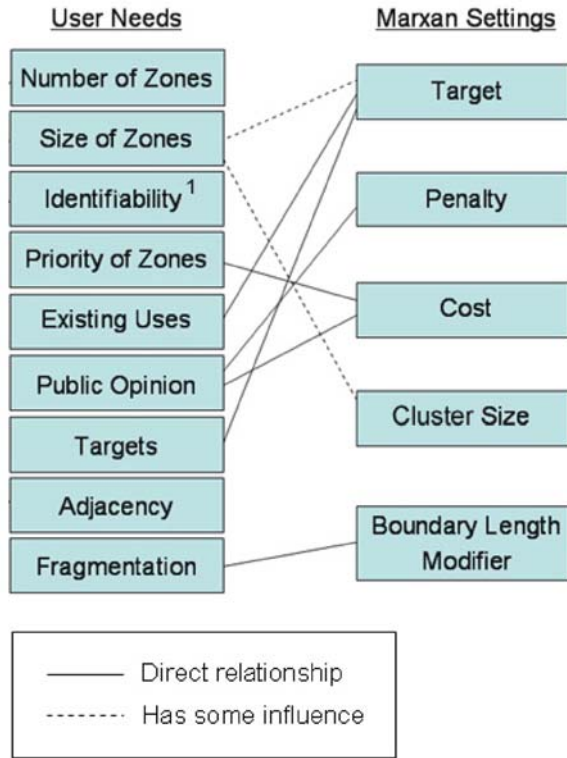 User Needs
Number of Zones
Size of Zones
Identifiability 1
Priority of Zones
Existing Uses
Public Opinion
Targets
Adjacency
Fragmentation
Marxan Settings
Target
Penalty
Cost
Cluster Size
Boundary Length
Modifier
Direct relationship
Has some influence